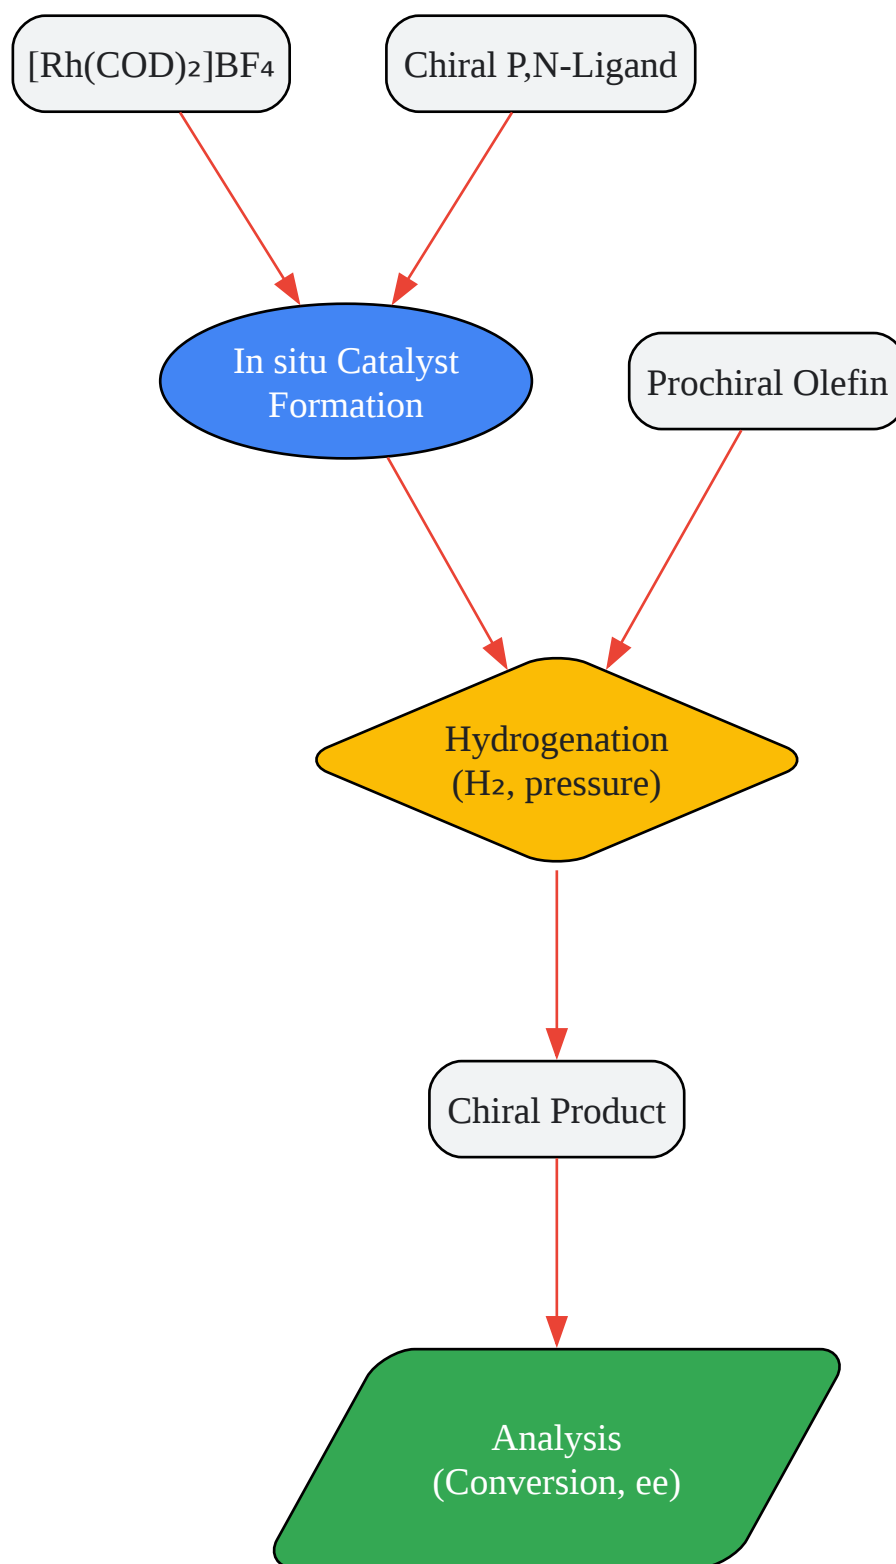 [Rh(COD)₂]BF₄
Chiral P,N-Ligand
In situ Catalyst
Formation
Prochiral Olefin
Hydrogenation
(H₂, pressure)
Chiral Product
Analysis
(Conversion, ee)